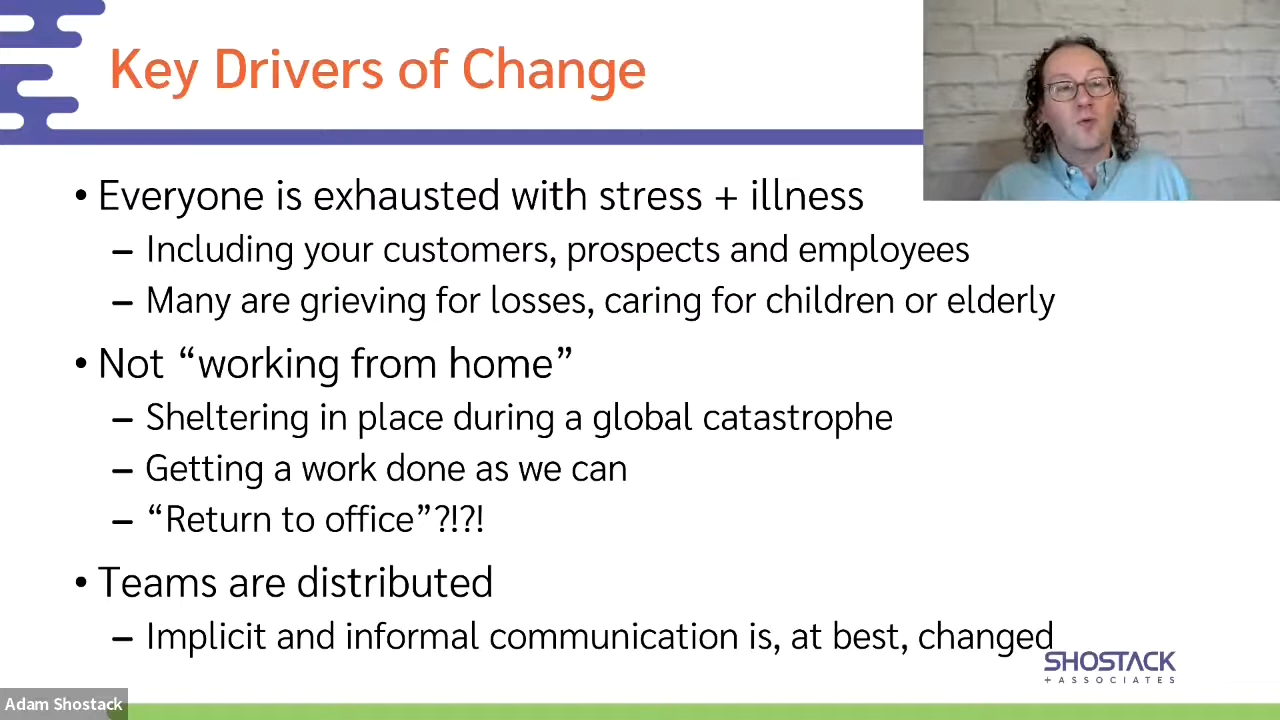 Key Drivers of Change
• Everyone is exhausted with stress + illness
– Including your customers, prospects and employees
– Many are grieving for losses, caring for children or elderly
• Not “working from home”
– Sheltering in place during a global catastrophe
– Getting a work done as we can
– “Return to office”?!?!
• Teams are distributed
– Implicit and informal communication is, at best, changed
SHOSTACK
+ ASSOCIATES
Adam Shostack